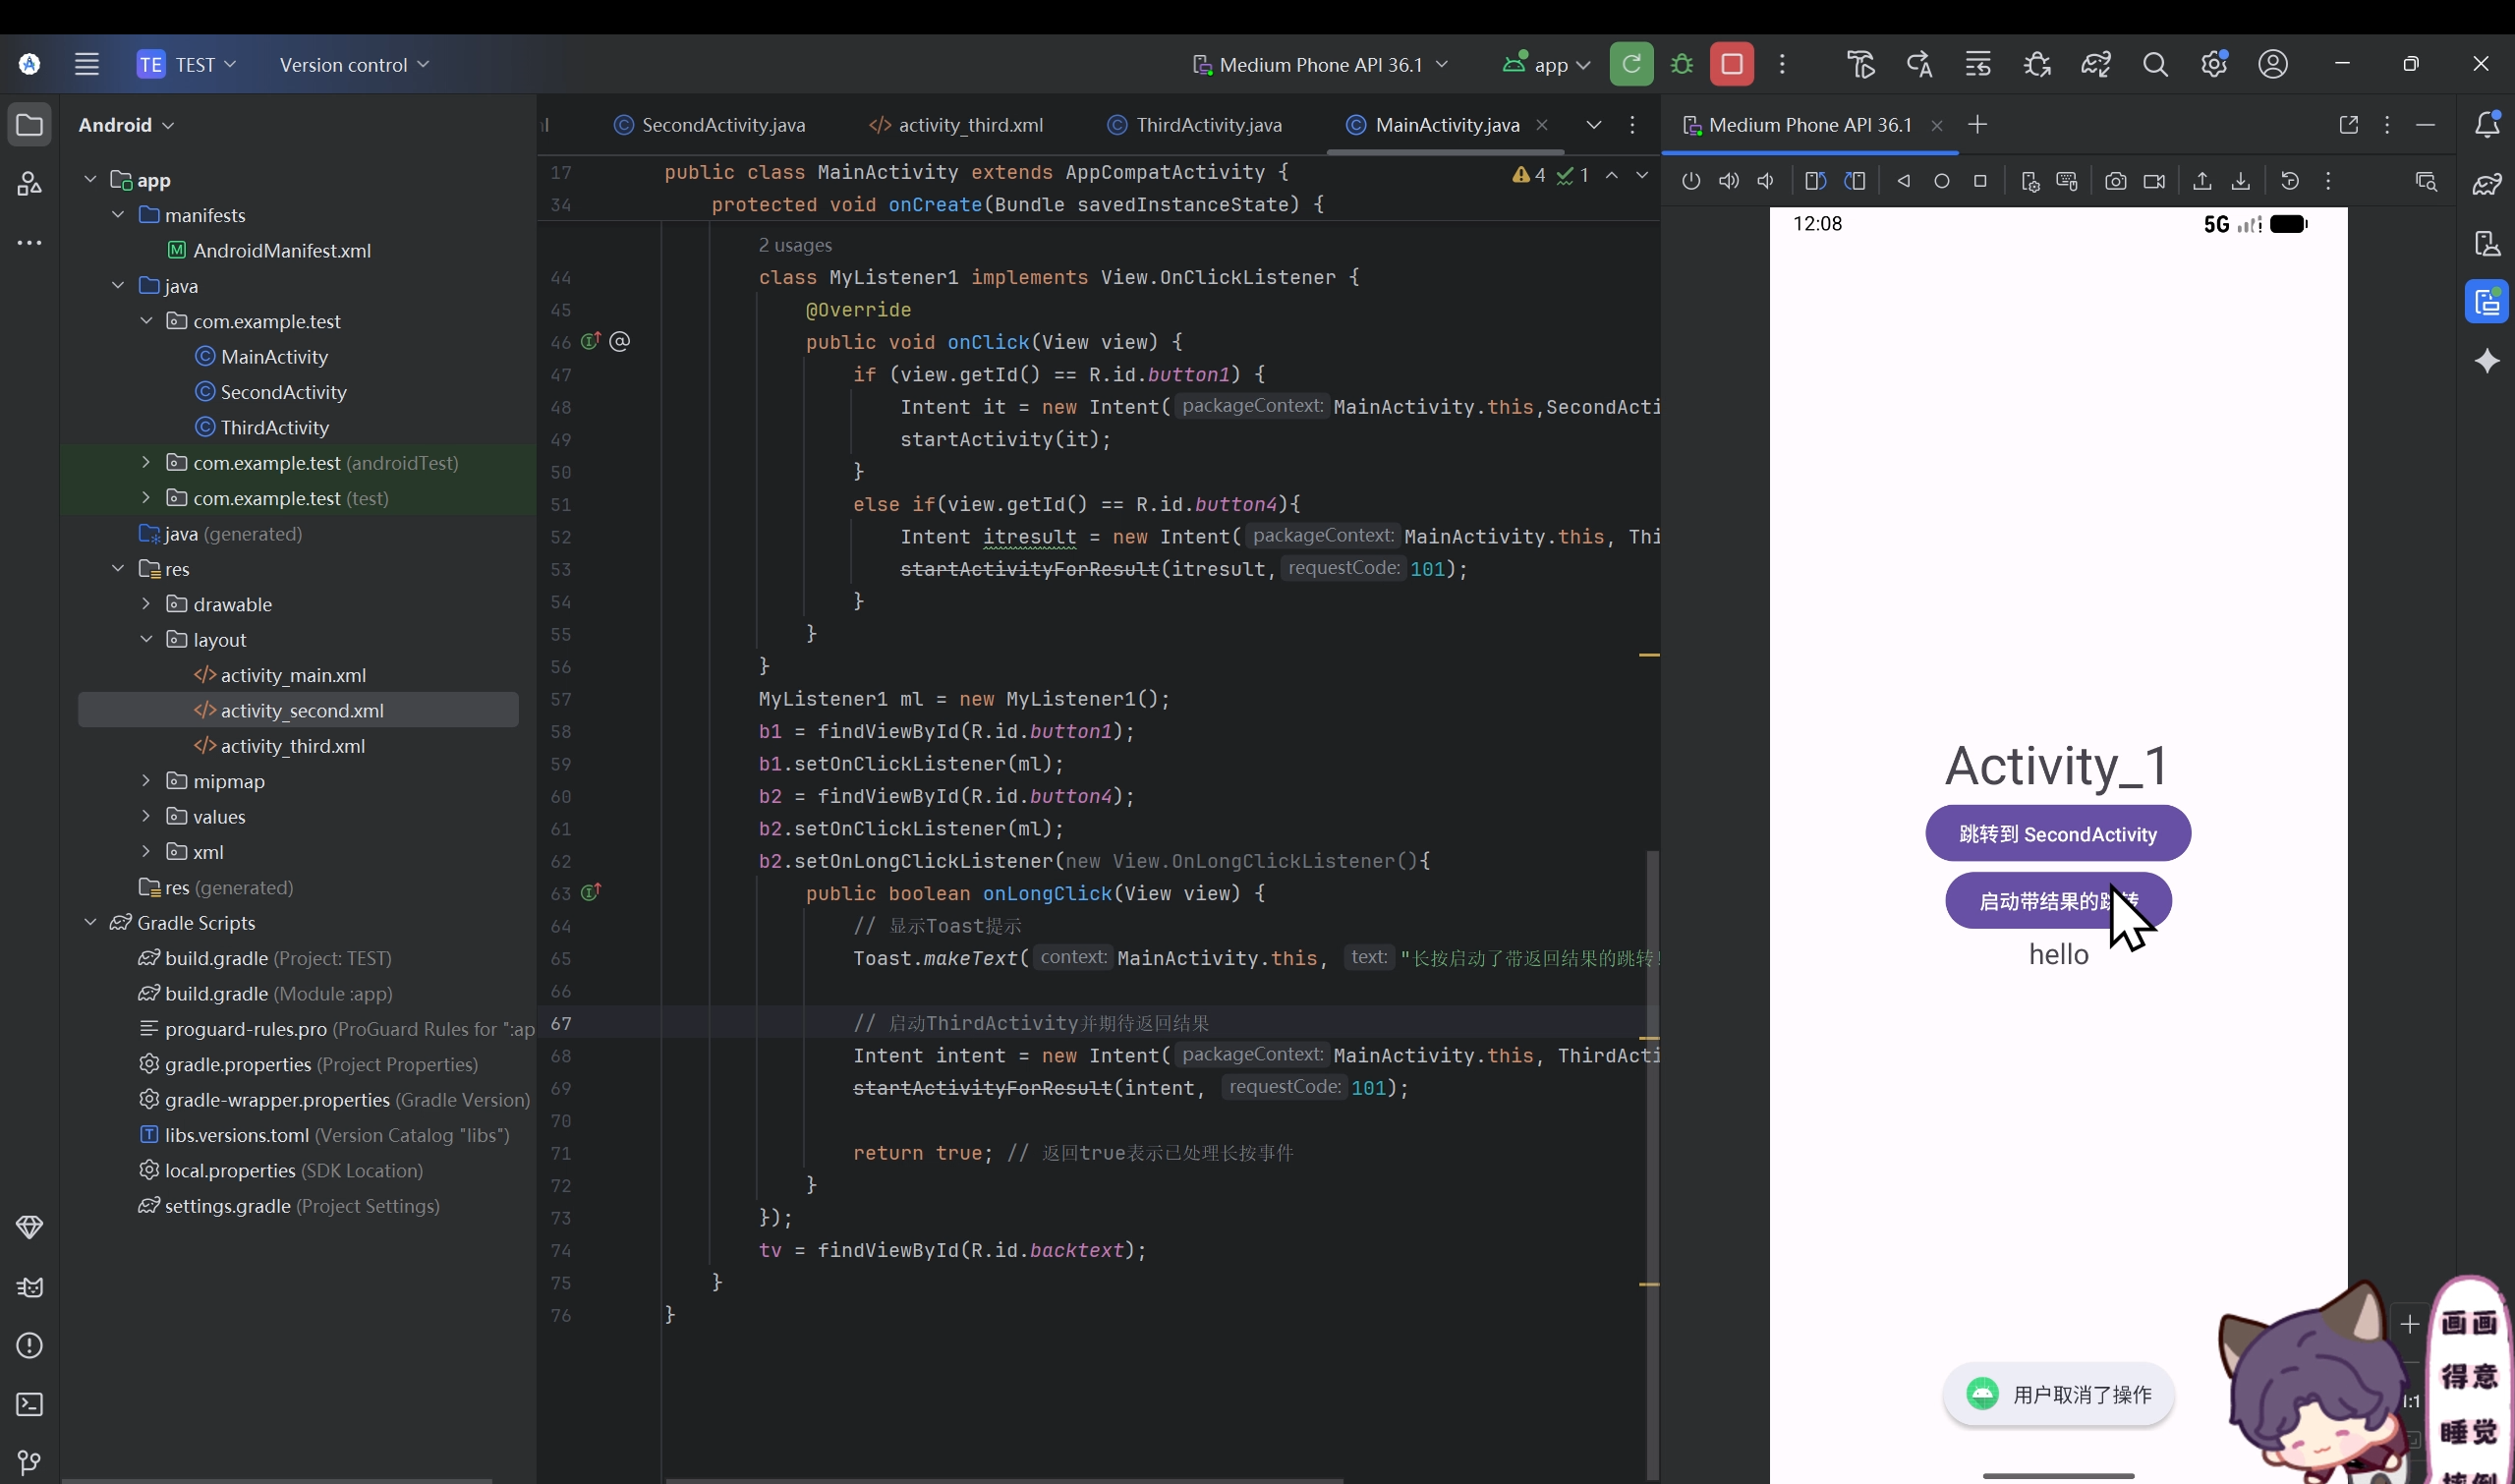 TE TEST Version control Medium Phone API 36.1 app
Android
app
manifests
AndroidManifest.xml
java
com.example.test
MainActivity
SecondActivity
ThirdActivity
com.example.test (androidTest)
com.example.test (test)
java (generated)
res
drawable
layout
activity_main.xml
activity_second.xml
activity_third.xml
mipmap
values
xml
res (generated)
Gradle Scripts
build.gradle (Project: TEST)
build.gradle (Module :app)
proguard-rules.pro (ProGuard Rules for ":ap
gradle.properties (Project Properties)
gradle-wrapper.properties (Gradle Version)
libs.versions.toml (Version Catalog "libs")
local.properties (SDK Location)
settings.gradle (Project Settings)
SecondActivity.java activity_third.xml ThirdActivity.java MainActivity.java
17 public class MainActivity extends AppCompatActivity { 4 1
34 protected void onCreate(Bundle savedInstanceState) {
2 usages
44 class MyListener1 implements View.OnClickListener {
45 @Override
46 public void onClick(View view) {
47 if (view.getId() == R.id.button1) {
48 Intent it = new Intent( packageContext: MainActivity.this,SecondActi
49 startActivity(it);
50 }
51 else if(view.getId() == R.id.button4){
52 Intent itresult = new Intent( packageContext: MainActivity.this, Thi
53 startActivityForResult(itresult, requestCode: 101);
54 }
55 }
56 }
57 MyListener1 ml = new MyListener1();
58 b1 = findViewById(R.id.button1);
59 b1.setOnClickListener(ml);
60 b2 = findViewById(R.id.button4);
61 b2.setOnClickListener(ml);
62 b2.setOnLongClickListener(new View.OnLongClickListener(){
63 public boolean onLongClick(View view) {
64 // 显示Toast提示
65 Toast.makeText( context: MainActivity.this, text: "长按启动了带返回结果的跳转!
66
67 // 启动ThirdActivity并期待返回结果
68 Intent intent = new Intent( packageContext: MainActivity.this, ThirdActi
69 startActivityForResult(intent, requestCode: 101);
70
71 return true; // 返回true表示已处理长按事件
72 }
73 });
74 tv = findViewById(R.id.backtext);
75 }
76 }
Medium Phone API 36.1
12:08 5G
Activity_1
跳转到 SecondActivity
启动带结果的跳转
hello
用户取消了操作
1:1
画画
得意
睡觉